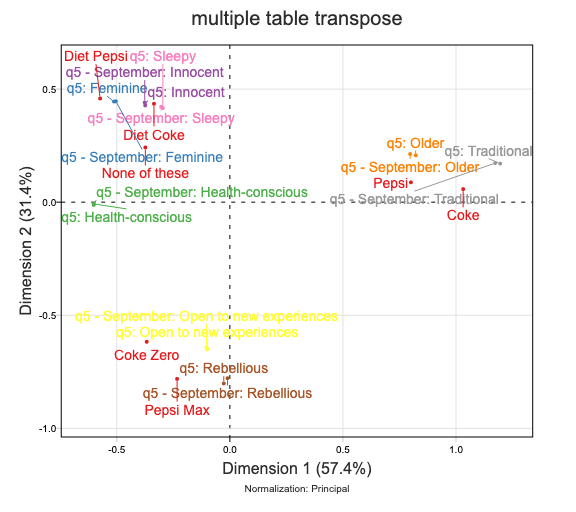 multiple table transpose
Diet Pepsi q5: Sleepy
q5 - September: Innocent
q5: Feminine q5: Innocent
q5 - September: Sleepy
Diet Coke
q5: Older
q5: Traditional
q5 - September: Feminine
q5 - September: Older
None of these
Pepsi
q5 - September: Health-conscious
q5 - September: Traditional
q5: Health-conscious
Coke
q5 - September: Open to new experiences
q5: Open to new experiences
Coke Zero
q5: Rebellious
q5 - September: Rebellious
Pepsi Max
0.5
0.0
-0.5
-1.0
Dimension 2 (31.4%)
-0.5 0.0 0.5 1.0
Dimension 1 (57.4%)
Normalization: Principal